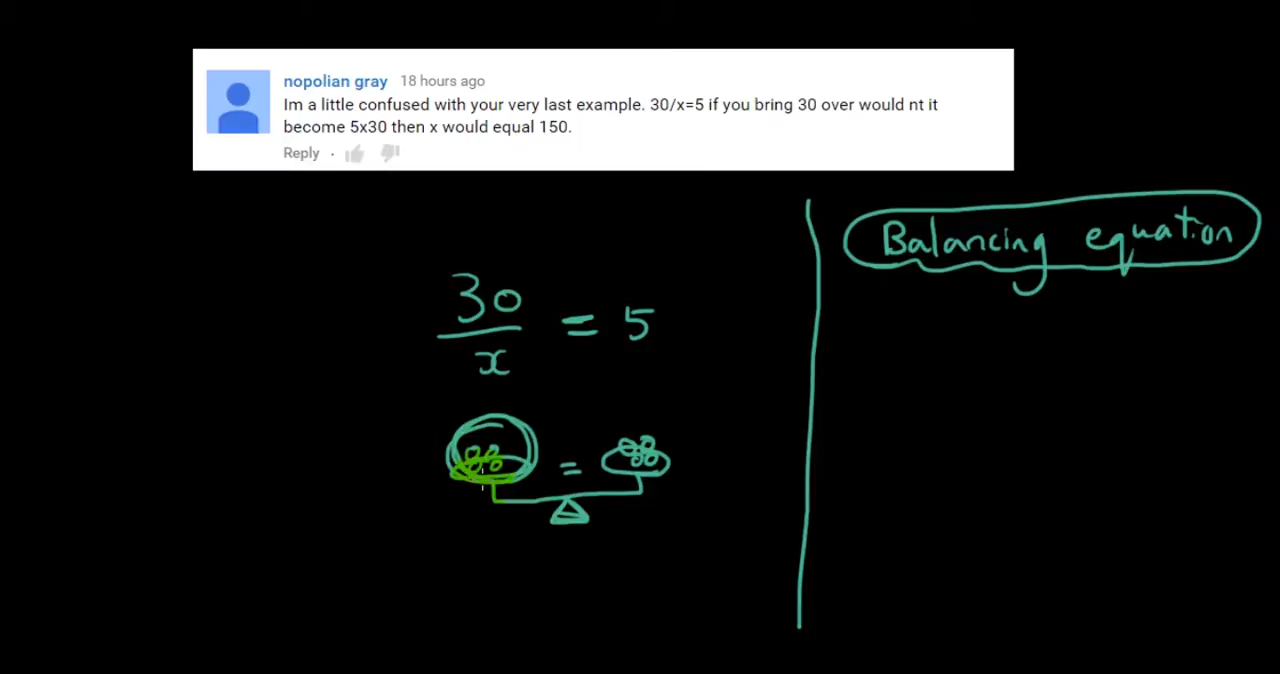 nopolian gray 18 hours ago
Im a little confused with your very last example. 30/x=5 if you bring 30 over would nt it
become 5x30 then x would equal 150.
Reply ·
Balancing equation
30
x
= 5
=